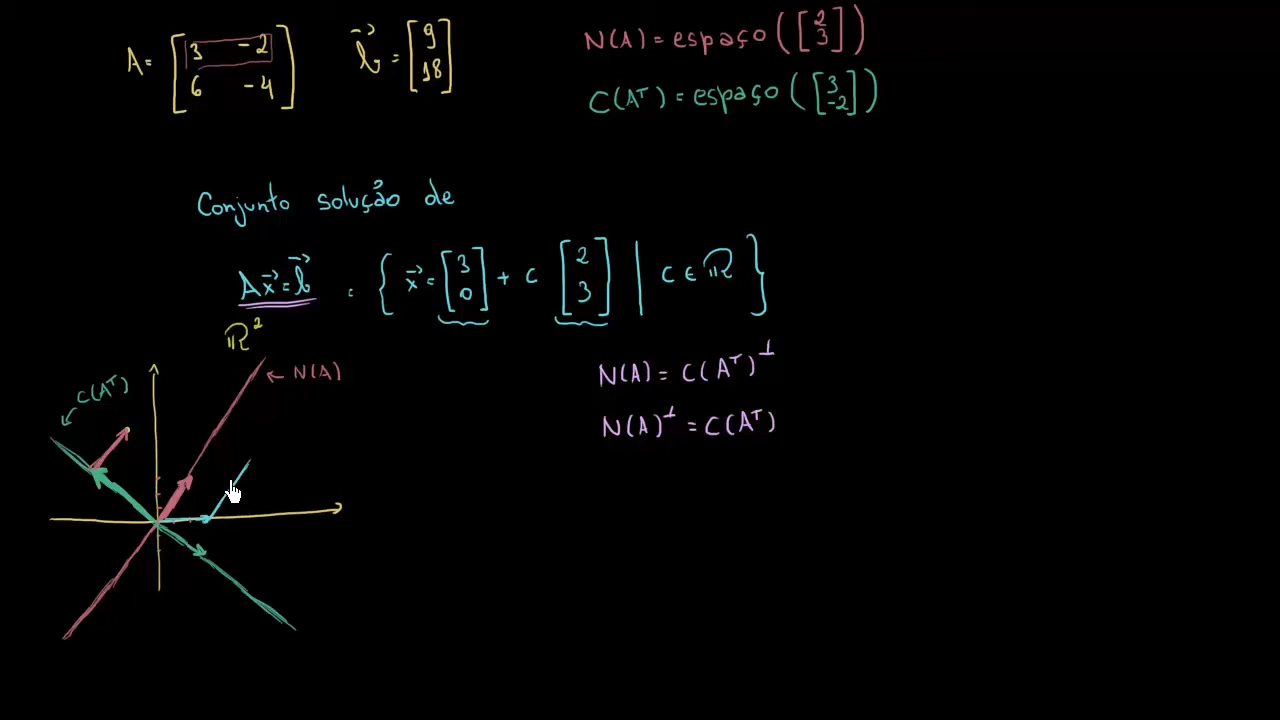 A = [3 -2; 6 -4] b⃗ = [9; 18]
N(A) = espaço ([2; 3])
C(Aᵀ) = espaço ([3; -2])
Conjunto solução de
Ax⃗ = b⃗ = { x⃗ = [3; 0] + c [2; 3] | c ∈ ℝ }
ℝ²
N(A) = C(Aᵀ)^⊥
N(A)^⊥ = C(Aᵀ)
C(Aᵀ)
N(A)